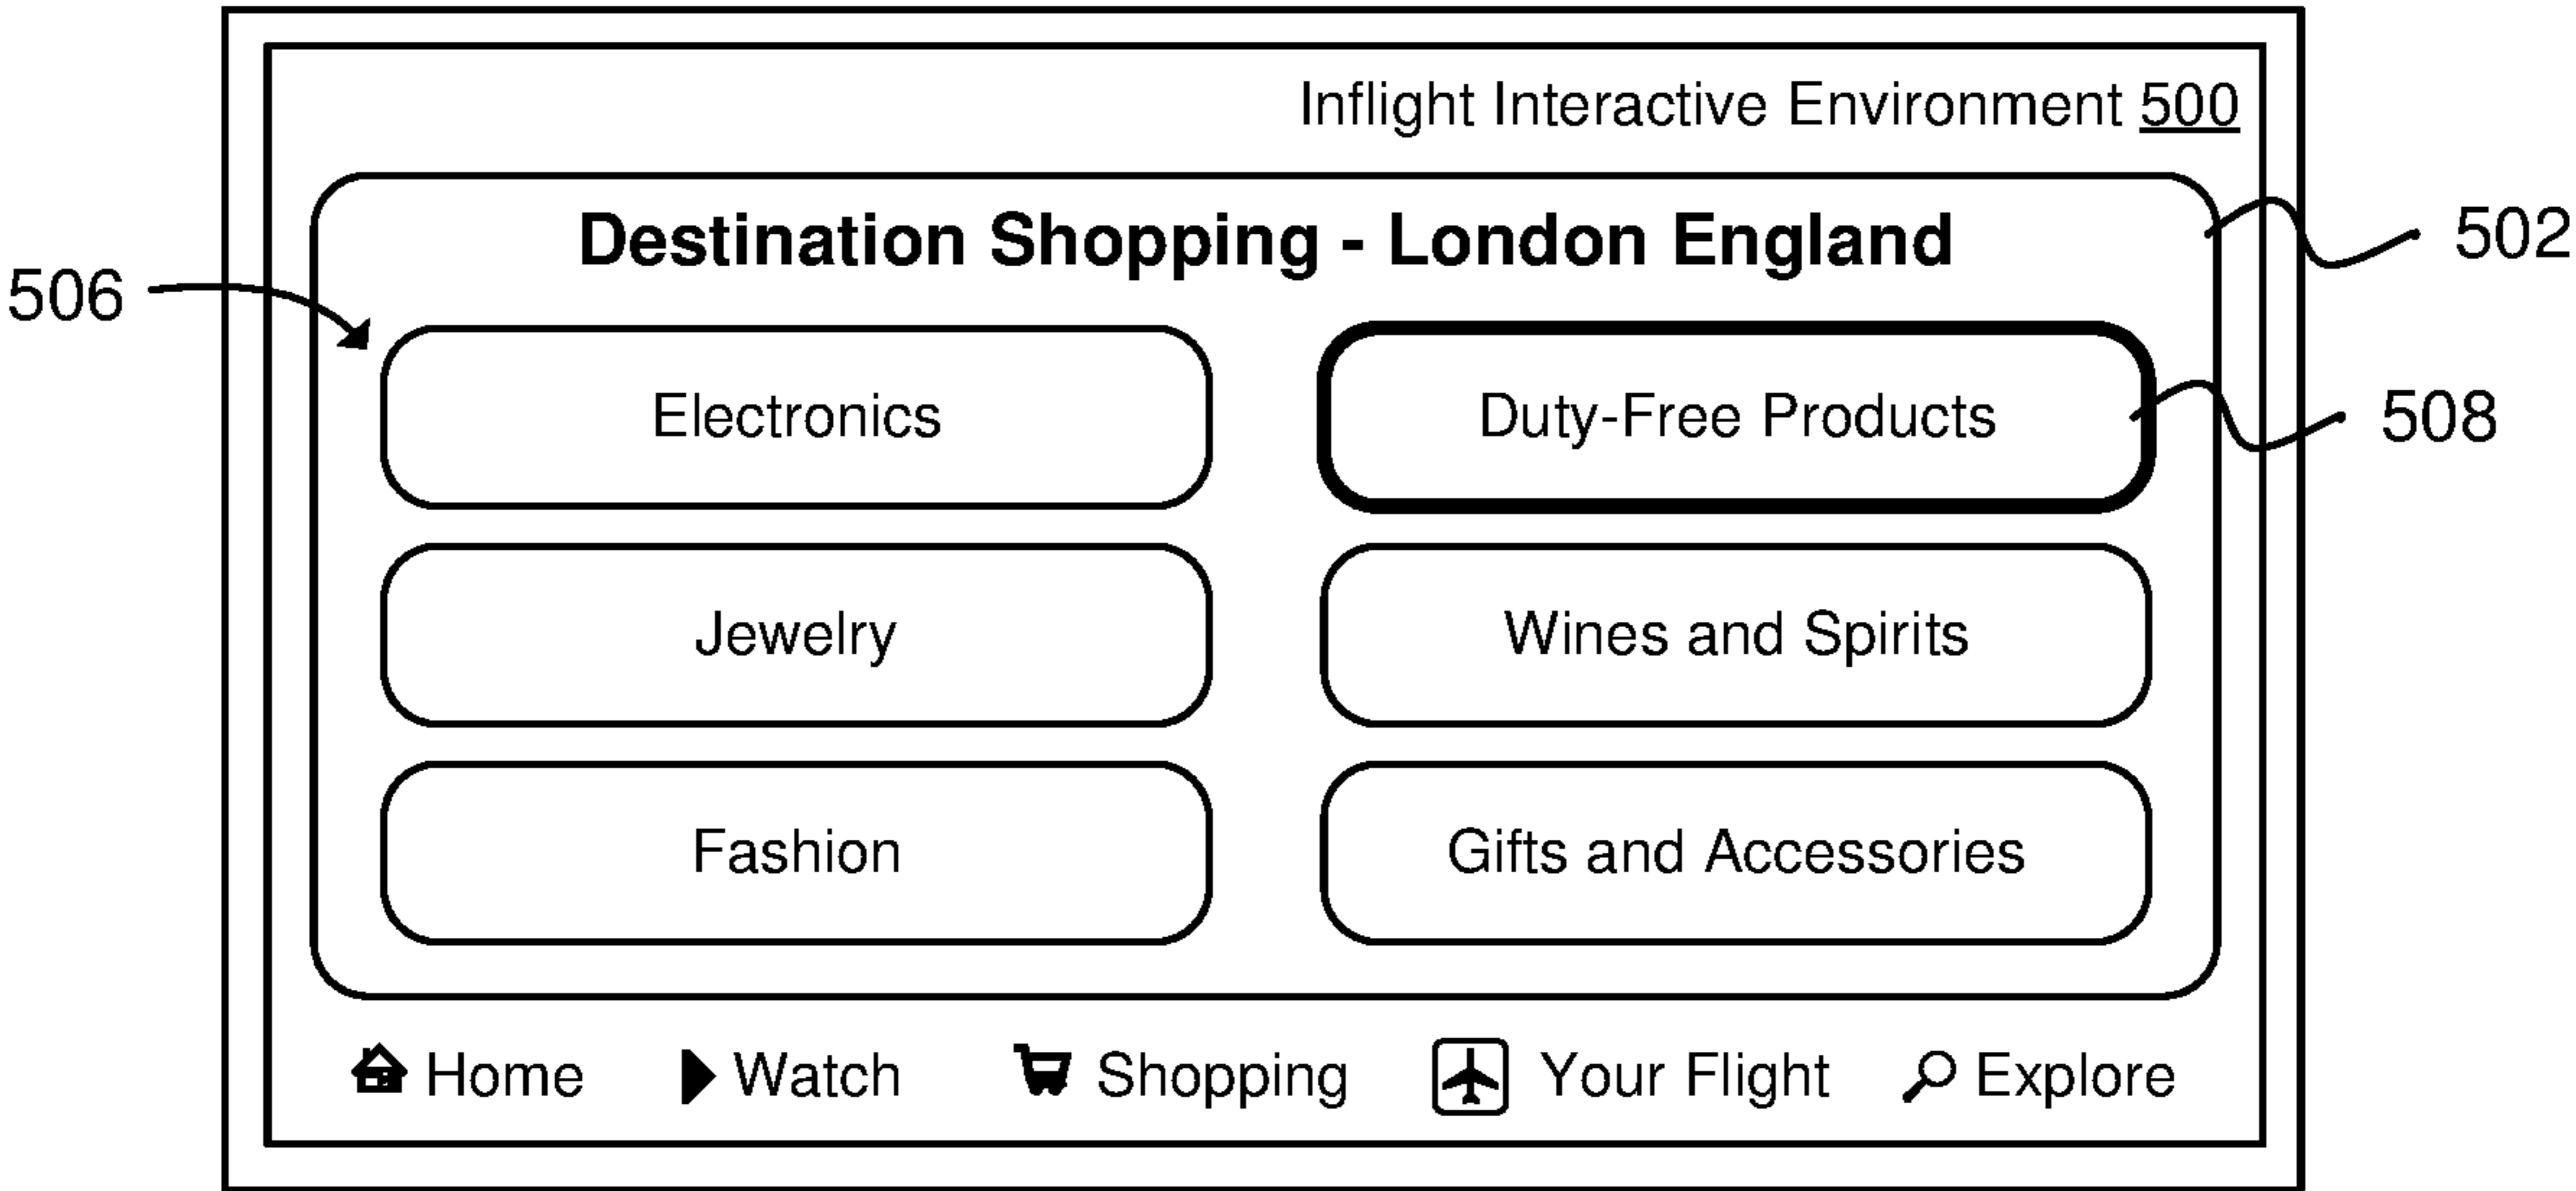 Inflight Interactive Environment 500
Destination Shopping - London England
502
506
Electronics
Duty-Free Products
508
Jewelry
Wines and Spirits
Fashion
Gifts and Accessories
Home
Watch
Shopping
Your Flight
Explore